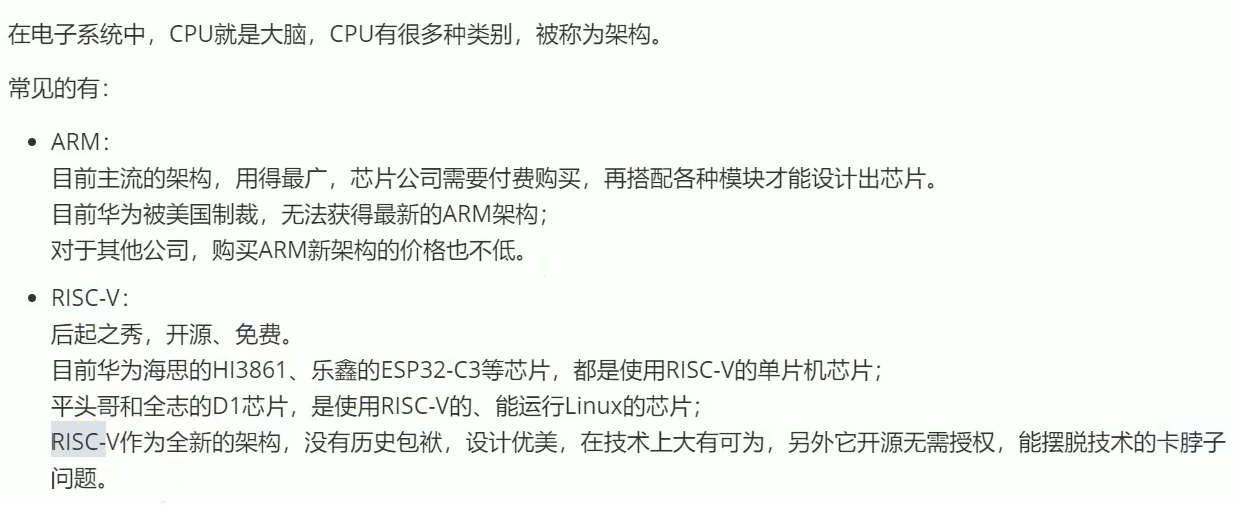 在电子系统中，CPU就是大脑，CPU有很多种类别，被称为架构。
常见的有：
• ARM：
目前主流的架构，用得最广，芯片公司需要付费购买，再搭配各种模块才能设计出芯片。
目前华为被美国制裁，无法获得最新的ARM架构；
对于其他公司，购买ARM新架构的价格也不低。
• RISC-V：
后起之秀，开源、免费。
目前华为海思的HI3861、乐鑫的ESP32-C3等芯片，都是使用RISC-V的单片机芯片；
平头哥和全志的D1芯片，是使用RISC-V的、能运行Linux的芯片；
RISC-V作为全新的架构，没有历史包袱，设计优美，在技术上大有可为，另外它开源无需授权，能摆脱技术的卡脖子
问题。